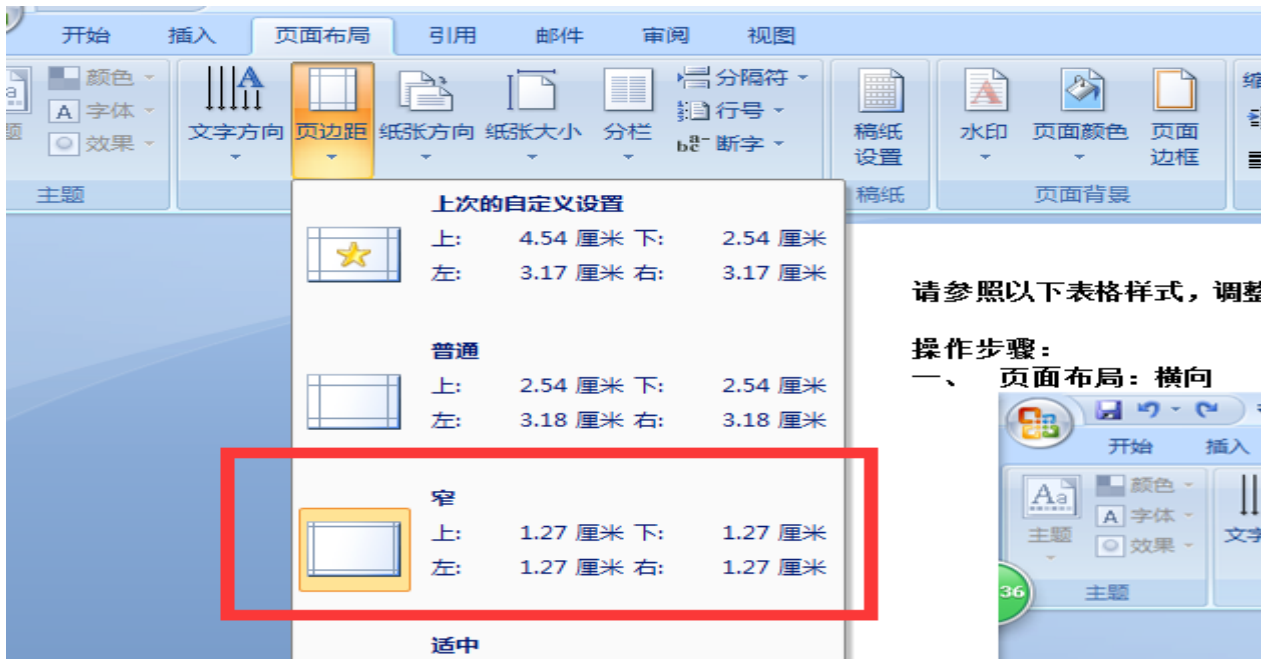 开始 插入 页面布局 引用 邮件 审阅 视图
颜色
字体
效果
主题
文字方向 页边距 纸张方向 纸张大小 分栏
分隔符
行号
断字
稿纸
设置
稿纸
水印 页面颜色 页面
边框
页面背景
上次的自定义设置
上: 4.54 厘米 下: 2.54 厘米
左: 3.17 厘米 右: 3.17 厘米
普通
上: 2.54 厘米 下: 2.54 厘米
左: 3.18 厘米 右: 3.18 厘米
窄
上: 1.27 厘米 下: 1.27 厘米
左: 1.27 厘米 右: 1.27 厘米
适中
请参照以下表格样式，调整
操作步骤：
一、 页面布局：横向
开始 插入
Aa
主题
颜色
A 字体
效果
文字
主题
36